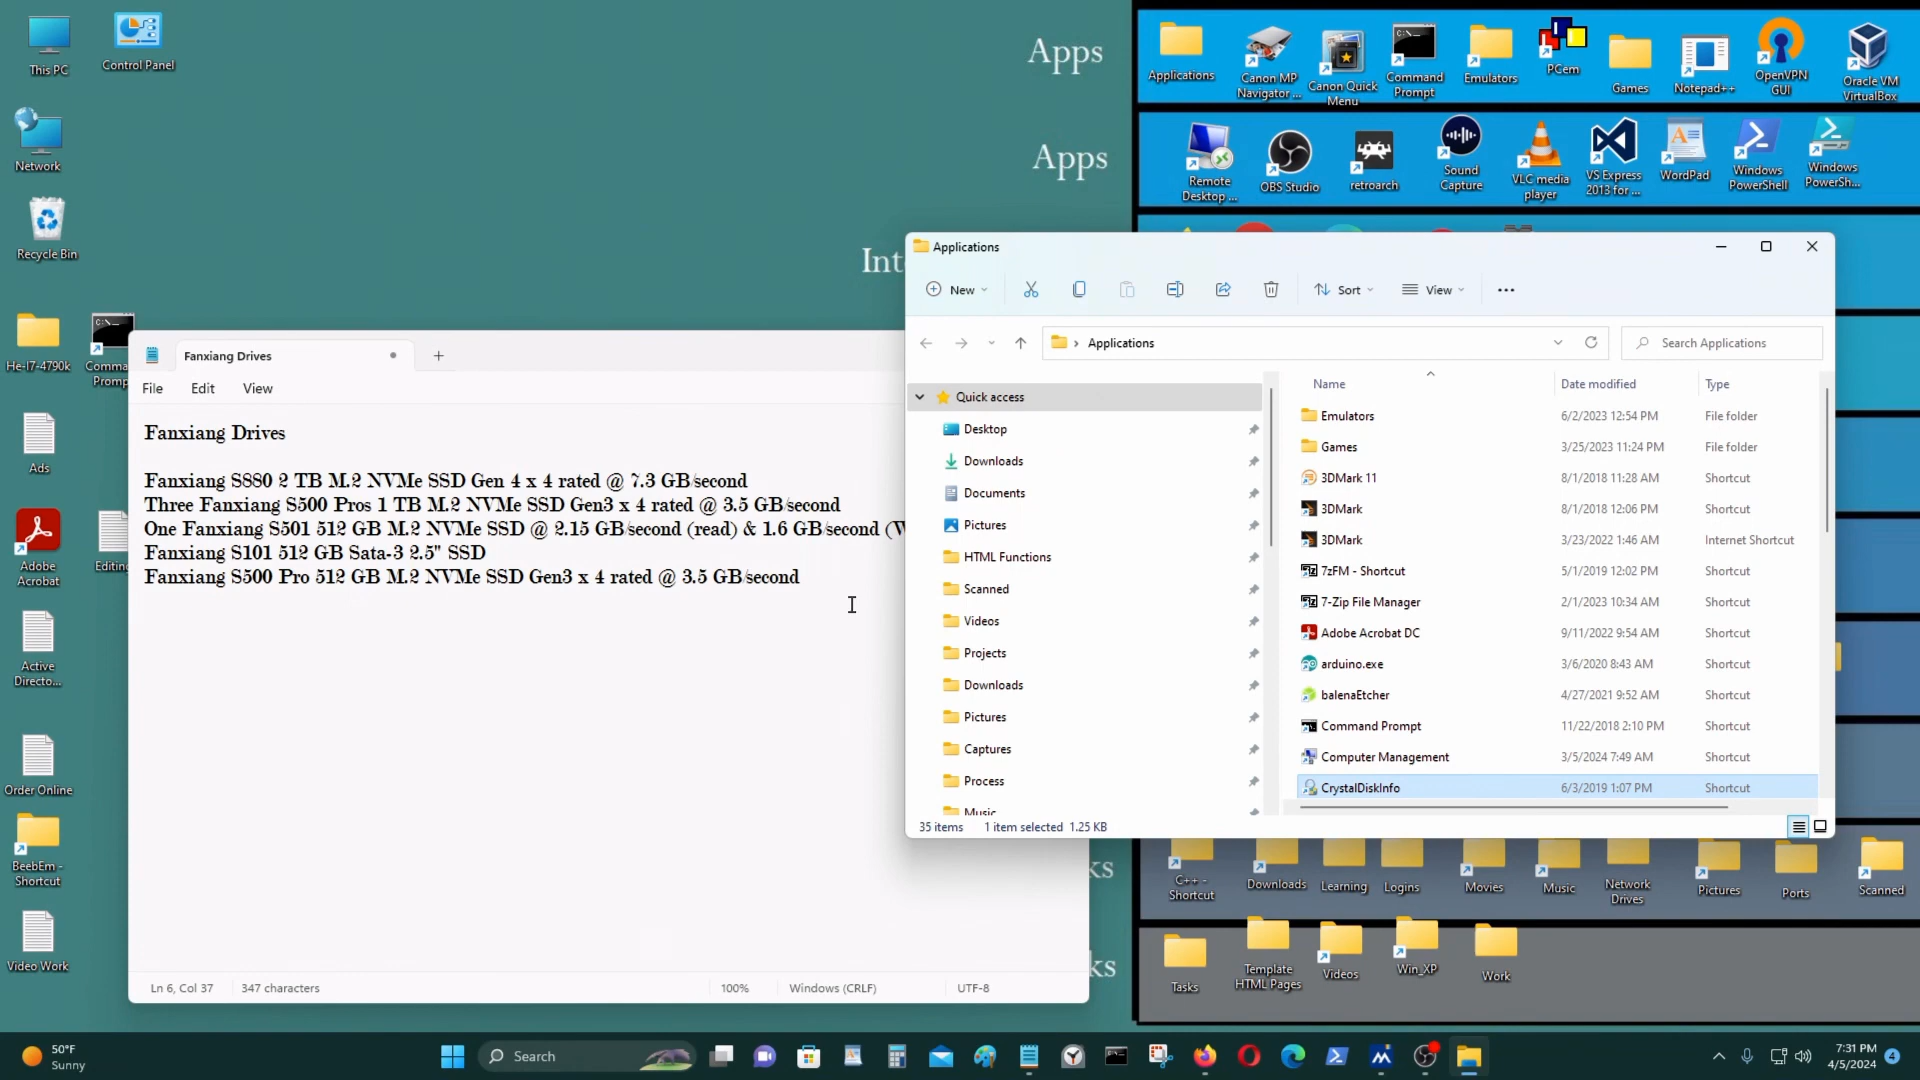 This PC
Control Panel
Network
Recycle Bin
He-I7-4790k
Comma
Promp
Ads
Adobe
Acrobat
Editing
Active
Directo...
Order Online
BeebEm -
Shortcut
Video Work
Apps
Apps
Int
Applications
Canon MP
Navigator ...
Canon Quick
Menu
Command
Prompt
Emulators
PCem
Games
Notepad++
OpenVPN
GUI
Oracle VM
VirtualBox
Remote
Desktop ...
OBS Studio
retroarch
Sound
Capture
VLC media
player
VS Express
2013 for ...
WordPad
Windows
PowerShell
Windows
PowerSh...
Fanxiang Drives
File Edit View
Fanxiang Drives
Fanxiang S880 2 TB M.2 NVMe SSD Gen 4 x 4 rated @ 7.3 GB/second
Three Fanxiang S500 Pros 1 TB M.2 NVMe SSD Gen3 x 4 rated @ 3.5 GB/second
One Fanxiang S501 512 GB M.2 NVMe SSD @ 2.15 GB/second (read) & 1.6 GB/second (W
Fanxiang S101 512 GB Sata-3 2.5" SSD
Fanxiang S500 Pro 512 GB M.2 NVMe SSD Gen3 x 4 rated @ 3.5 GB/second
Ln 6, Col 37 347 characters 100% Windows (CRLF) UTF-8
Applications
New Sort View
Applications Search Applications
Quick access
Desktop
Downloads
Documents
Pictures
HTML Functions
Scanned
Videos
Projects
Downloads
Pictures
Captures
Process
Music
Name Date modified Type
Emulators 6/2/2023 12:54 PM File folder
Games 3/25/2023 11:24 PM File folder
3DMark 11 8/1/2018 11:28 AM Shortcut
3DMark 8/1/2018 12:06 PM Shortcut
3DMark 3/23/2022 1:46 AM Internet Shortcut
7zFM - Shortcut 5/1/2019 12:02 PM Shortcut
7-Zip File Manager 2/1/2023 10:34 AM Shortcut
Adobe Acrobat DC 9/11/2022 9:54 AM Shortcut
arduino.exe 3/6/2020 8:43 AM Shortcut
balenaEtcher 4/27/2021 9:52 AM Shortcut
Command Prompt 11/22/2018 2:10 PM Shortcut
Computer Management 3/5/2024 7:49 AM Shortcut
CrystalDiskInfo 6/3/2019 1:07 PM Shortcut
35 items 1 item selected 1.25 KB
ks
C++ -
Shortcut
Downloads
Learning
Logins
Movies
Music
Network
Drives
Pictures
Ports
Scanned
ks
Tasks
Template
HTML Pages
Videos
Win_XP
Work
50°F
Sunny
Search
7:31 PM
4/5/2024
4